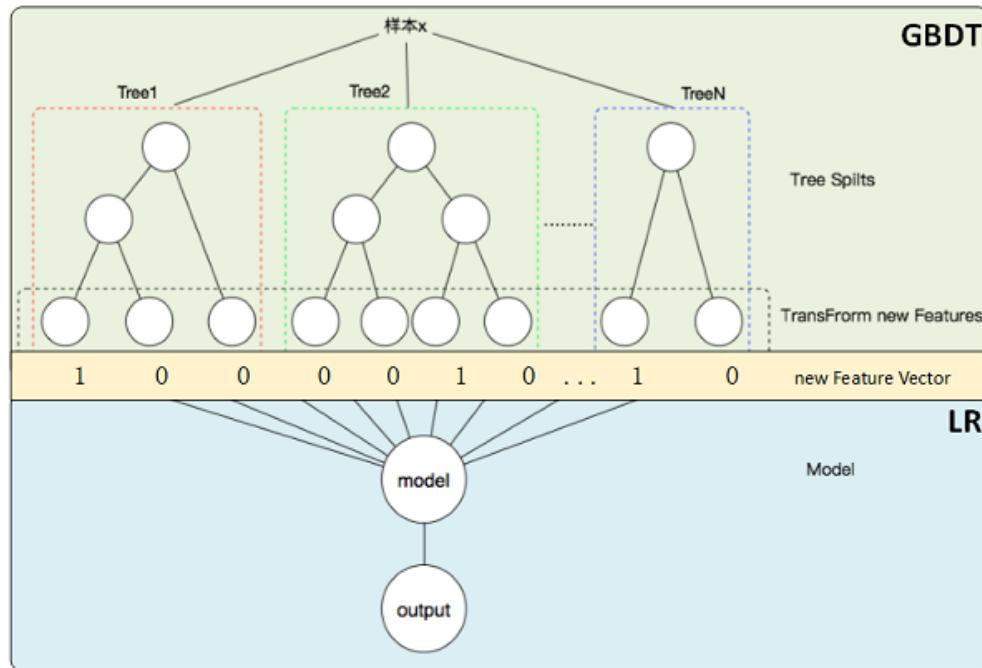 样本x
GBDT
Tree1
Tree2
TreeN
Tree Spilts
TransFrorm new Features
1 0 0 0 0 1 0 ... 1 0 new Feature Vector
LR
model
Model
output